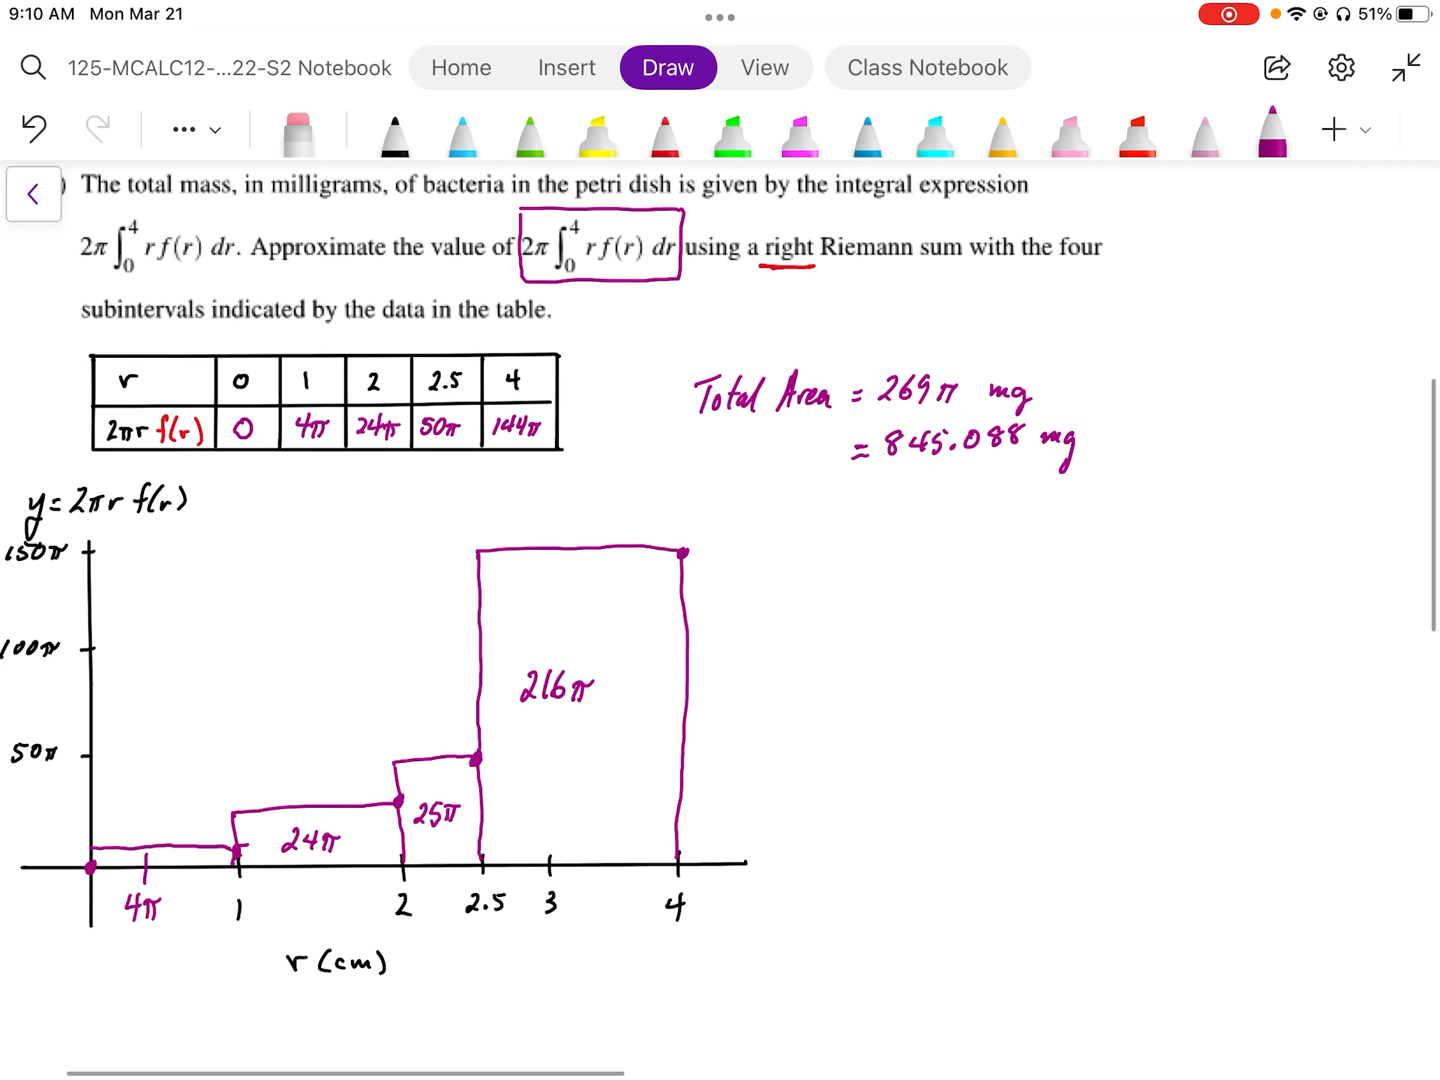 9:10 AM Mon Mar 21
51%
125-MCALC12-...22-S2 Notebook Home Insert Draw View Class Notebook
) The total mass, in milligrams, of bacteria in the petri dish is given by the integral expression
2π ∫₀⁴ r f(r) dr. Approximate the value of 2π ∫₀⁴ r f(r) dr using a right Riemann sum with the four
subintervals indicated by the data in the table.
r 0 1 2 2.5 4
2πr f(r) 0 4π 24π 50π 144π
Total Area = 269π mg
= 845.088 mg
y = 2πr f(r)
150π
100π
50π
216π
25π
24π
4π
1 2 2.5 3 4
r (cm)